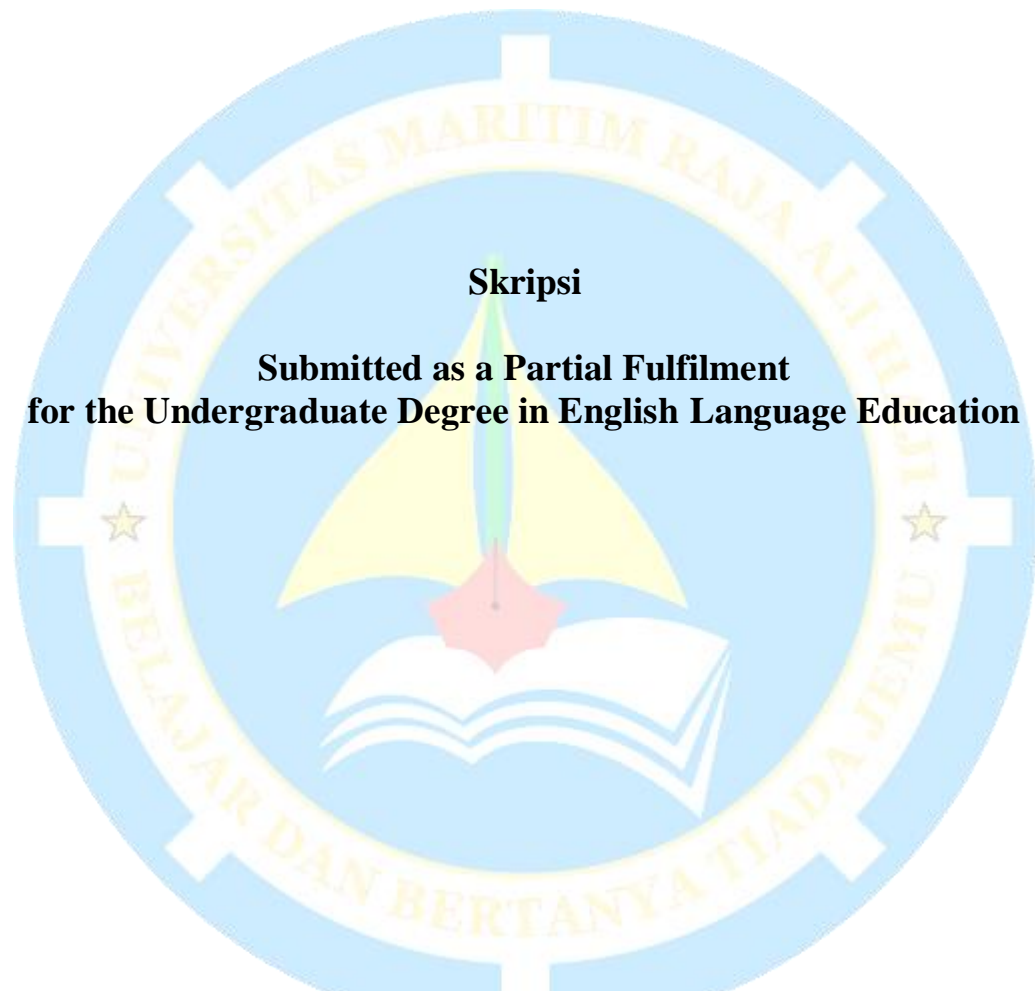 UNIVERSITAS MARITIM RAJA ALI HAJI
Skripsi
Submitted as a Partial Fulfilment
for the Undergraduate Degree in English Language Education
BELAJAR DAN BERTANYA TIADA JEMU